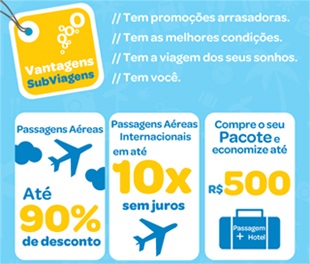 Vantagens
SubViagens
// Tem promoções arrasadoras.
// Tem as melhores condições.
// Tem a viagem dos seus sonhos.
// Tem você.
Passagens Aéreas
Até
90%
de desconto
Passagens Aéreas
Internacionais
em até
10x
sem juros
Compre o seu
Pacote e
economize até
R$500
Passagem
+ Hotel